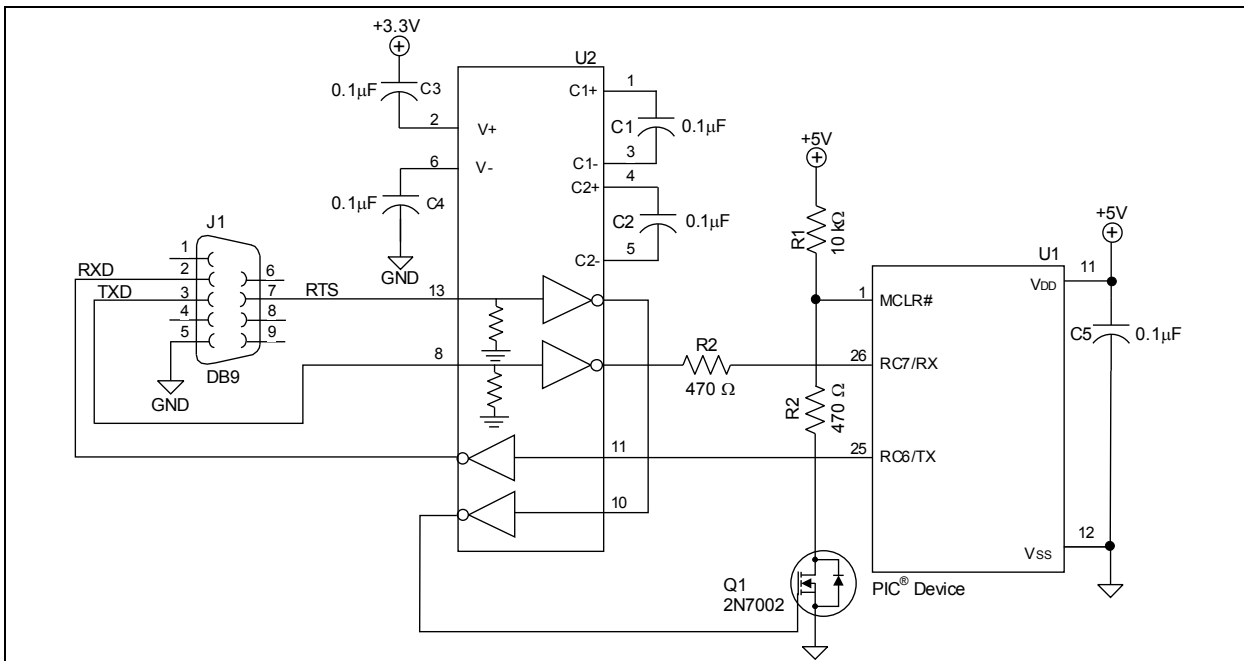 +3.3V
0.1µF
C3
2
V+
6
V-
0.1µF
C4
GND
U2
1
C1+
C1
0.1µF
C1-
3
C2+
4
C2
0.1µF
5
C2-
J1
1
2
3
4
5
6
7
8
9
DB9
GND
RXD
TXD
RTS
13
8
11
10
R2
470 Ω
+5V
R1
10 kΩ
R2
470 Ω
Q1
2N7002
U1
1
MCLR#
26
RC7/RX
25
RC6/TX
VDD
11
VSS
12
PIC® Device
+5V
C5
0.1µF